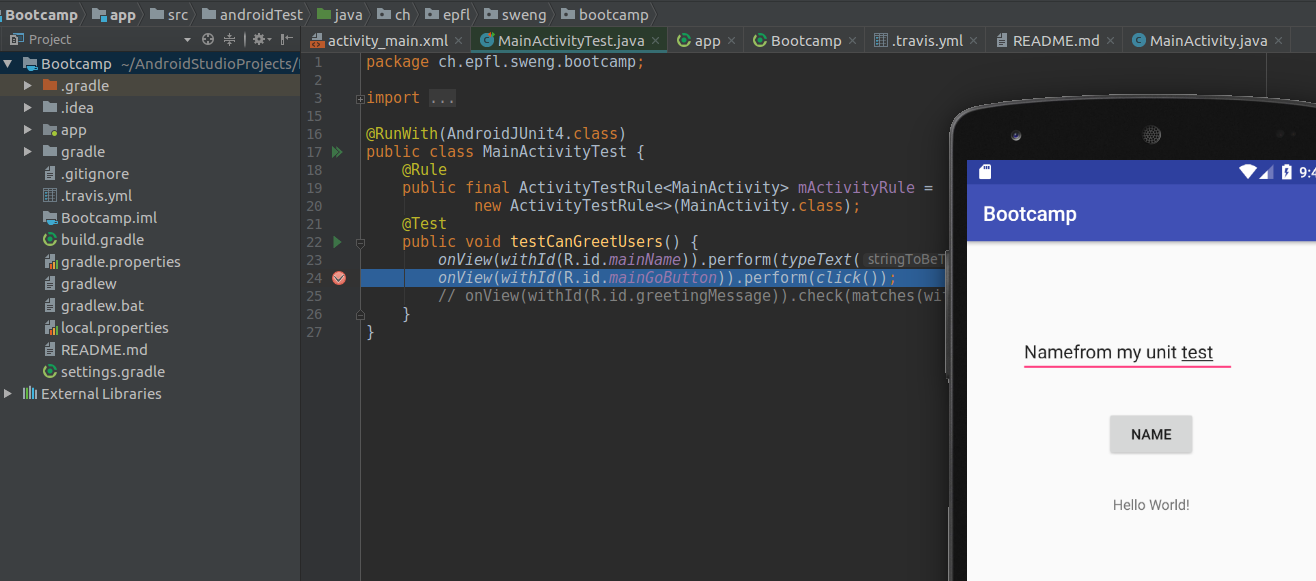 Bootcamp app src androidTest java ch epfl sweng bootcamp
Project
activity_main.xml MainActivityTest.java app Bootcamp .travis.yml README.md MainActivity.java
Bootcamp ~/AndroidStudioProjects/
.gradle
.idea
app
gradle
.gitignore
.travis.yml
Bootcamp.iml
build.gradle
gradle.properties
gradlew
gradlew.bat
local.properties
README.md
settings.gradle
External Libraries
1 package ch.epfl.sweng.bootcamp;
2
3 import ...
15
16 @RunWith(AndroidJUnit4.class)
17 public class MainActivityTest {
18 @Rule
19 public final ActivityTestRule<MainActivity> mActivityRule =
20 new ActivityTestRule<>(MainActivity.class);
21 @Test
22 public void testCanGreetUsers() {
23 onView(withId(R.id.mainName)).perform(typeText( stringToBeT
24 onView(withId(R.id.mainGoButton)).perform(click());
25 // onView(withId(R.id.greetingMessage)).check(matches(wi
26 }
27 }
9:4
Bootcamp
Namefrom my unit test
NAME
Hello World!